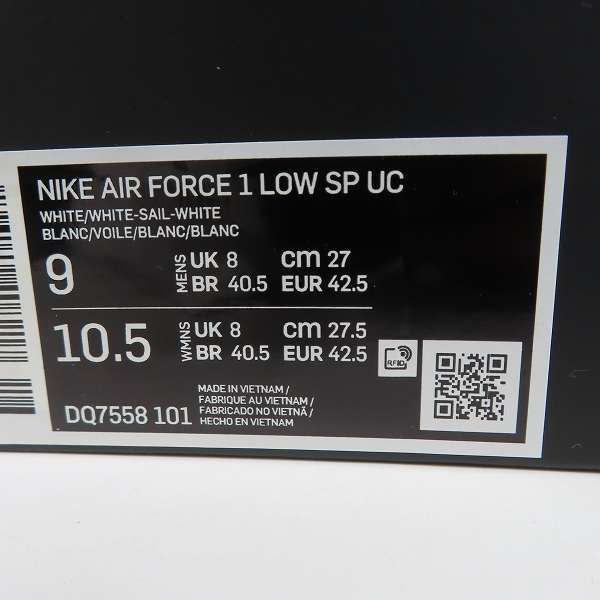 NIKE AIR FORCE 1 LOW SP UC
WHITE/WHITE-SAIL-WHITE
BLANC/VOILE/BLANC/BLANC
9 MENS UK 8 cm 27
BR 40.5 EUR 42.5
10.5 WMNS UK 8 cm 27.5
BR 40.5 EUR 42.5
RFID
MADE IN VIETNAM /
FABRIQUE AU VIETNAM /
DQ7558 101 FABRICADO NO VIETNÃ /
HECHO EN VIETNAM